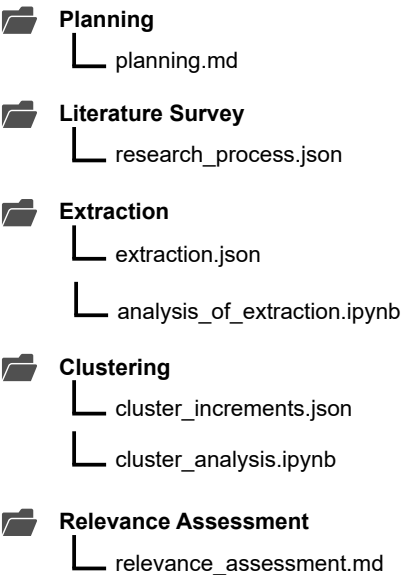 Planning
planning.md
Literature Survey
research_process.json
Extraction
extraction.json
analysis_of_extraction.ipynb
Clustering
cluster_increments.json
cluster_analysis.ipynb
Relevance Assessment
relevance_assessment.md